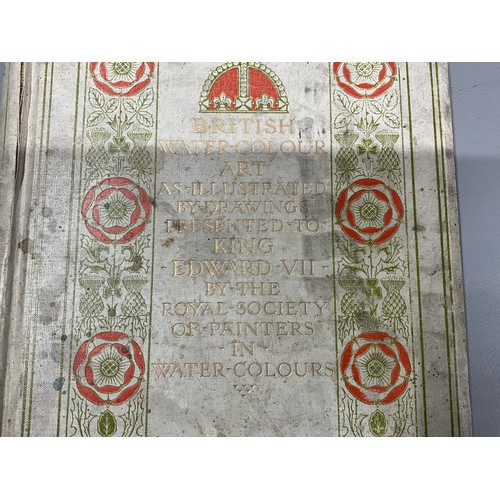 BRITISH
WATER·COLOUR
ART
AS·ILLUSTRATED
BY·DRAWINGS
PRESENTED·TO
KING
·EDWARD·VII·
BY·THE
ROYAL·SOCIETY
OF·PAINTERS
IN
WATER·COLOURS